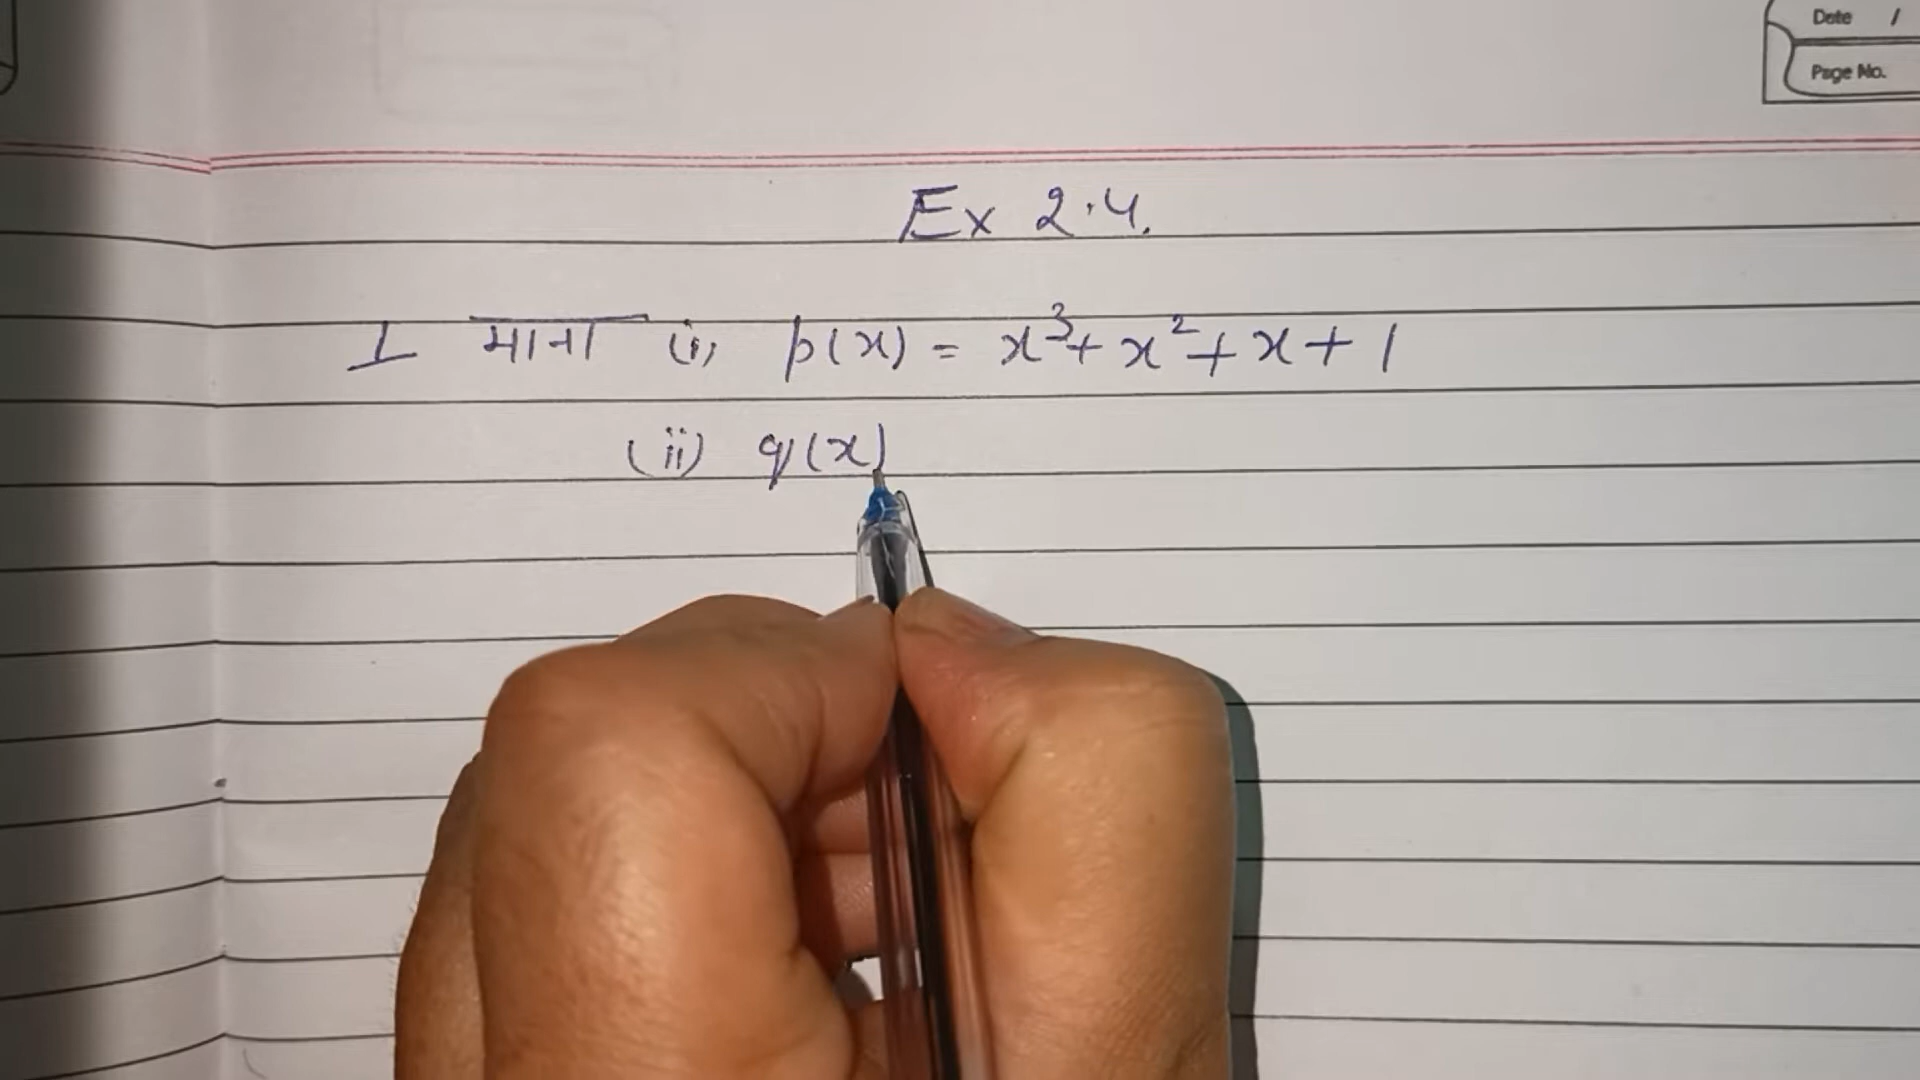 Date /
Page No.
Ex 2.4.
1 माना (i) p(x) = x³ + x² + x + 1
(ii) q(x)